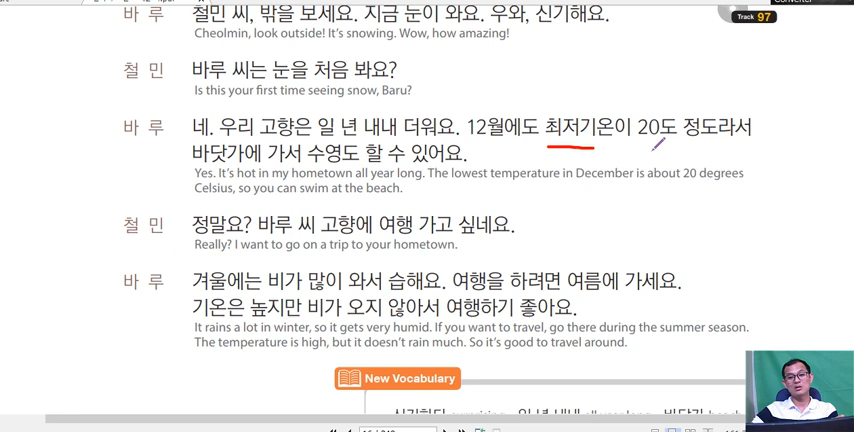 Converter
Track 97
바 루 철민 씨, 밖을 보세요. 지금 눈이 와요. 우와, 신기해요.
Cheolmin, look outside! It's snowing. Wow, how amazing!
철 민 바루 씨는 눈을 처음 봐요?
Is this your first time seeing snow, Baru?
바 루 네. 우리 고향은 일 년 내내 더워요. 12월에도 최저기온이 20도 정도라서
바닷가에 가서 수영도 할 수 있어요.
Yes. It's hot in my hometown all year long. The lowest temperature in December is about 20 degrees
Celsius, so you can swim at the beach.
철 민 정말요? 바루 씨 고향에 여행 가고 싶네요.
Really? I want to go on a trip to your hometown.
바 루 겨울에는 비가 많이 와서 습해요. 여행을 하려면 여름에 가세요.
기온은 높지만 비가 오지 않아서 여행하기 좋아요.
It rains a lot in winter, so it gets very humid. If you want to travel, go there during the summer season.
The temperature is high, but it doesn't rain much. So it's good to travel around.
New Vocabulary